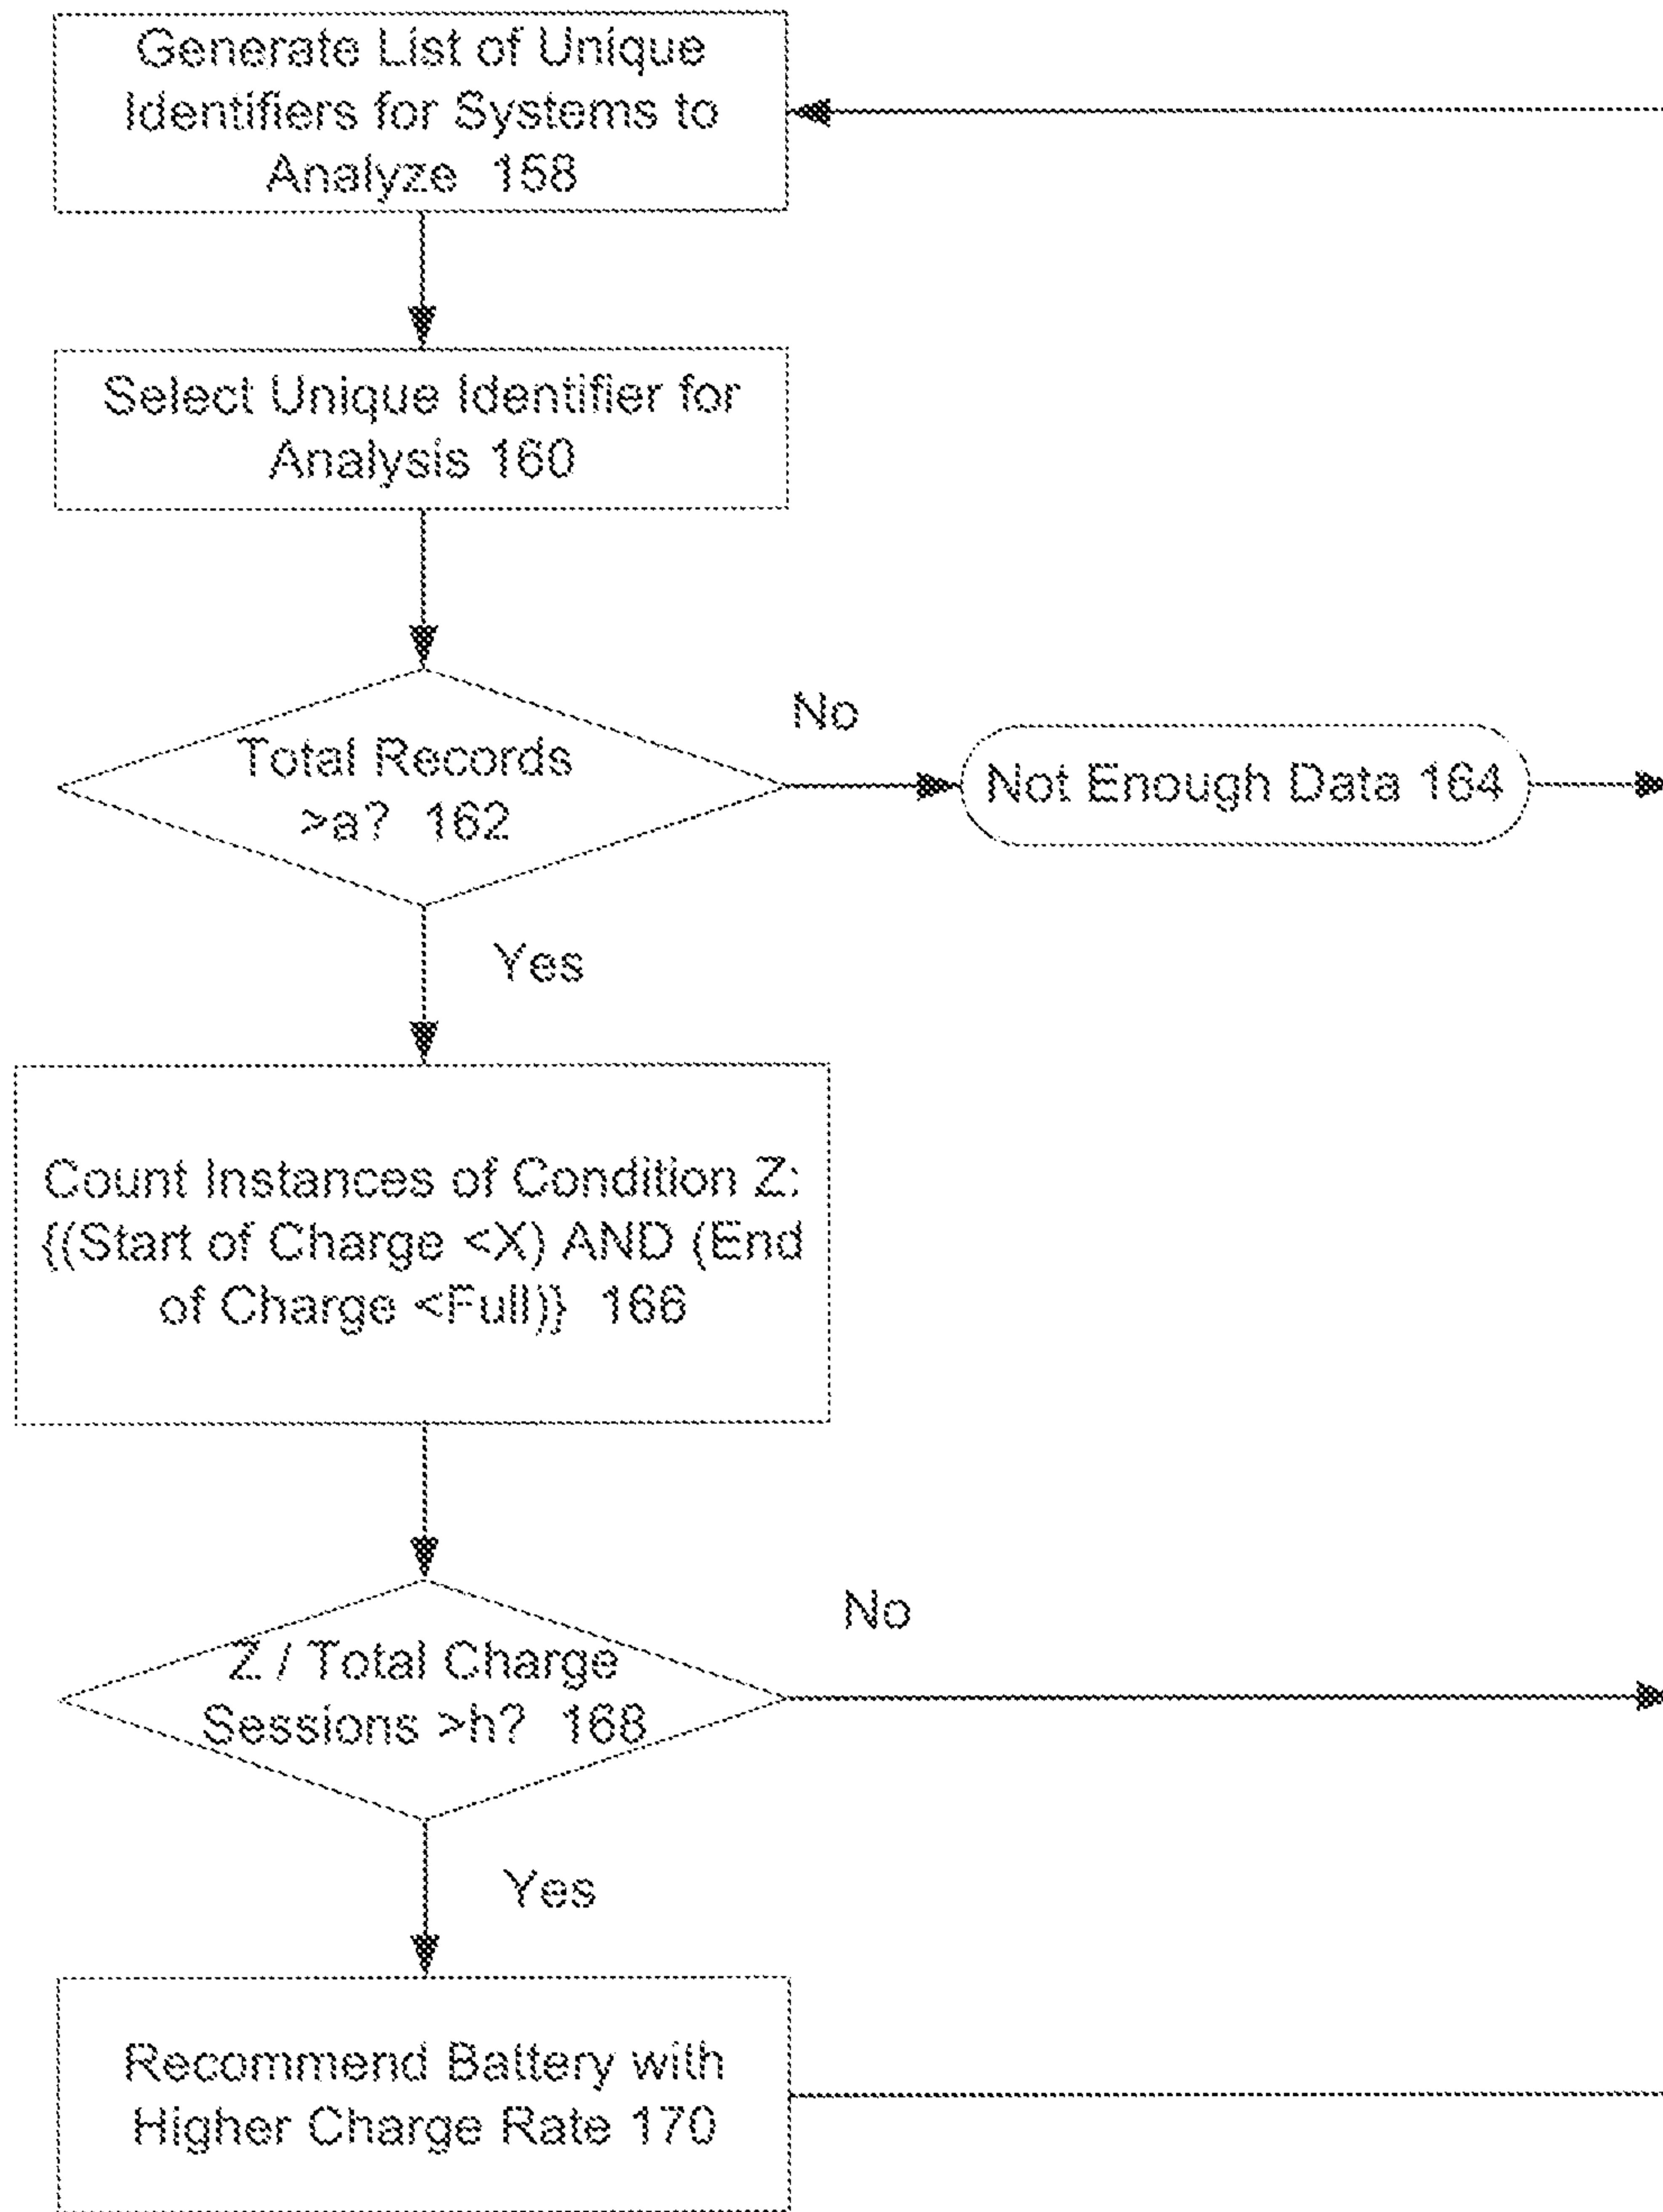 Generate List of Unique
Identifiers for Systems to
Analyze 158
Select Unique Identifier for
Analysis 160
Total Records
>a? 162
No
Not Enough Data 164
Yes
Count Instances of Condition Z:
{(Start of Charge <X) AND (End
of Charge <Full)} 166
Z / Total Charge
Sessions >h? 168
No
Yes
Recommend Battery with
Higher Charge Rate 170